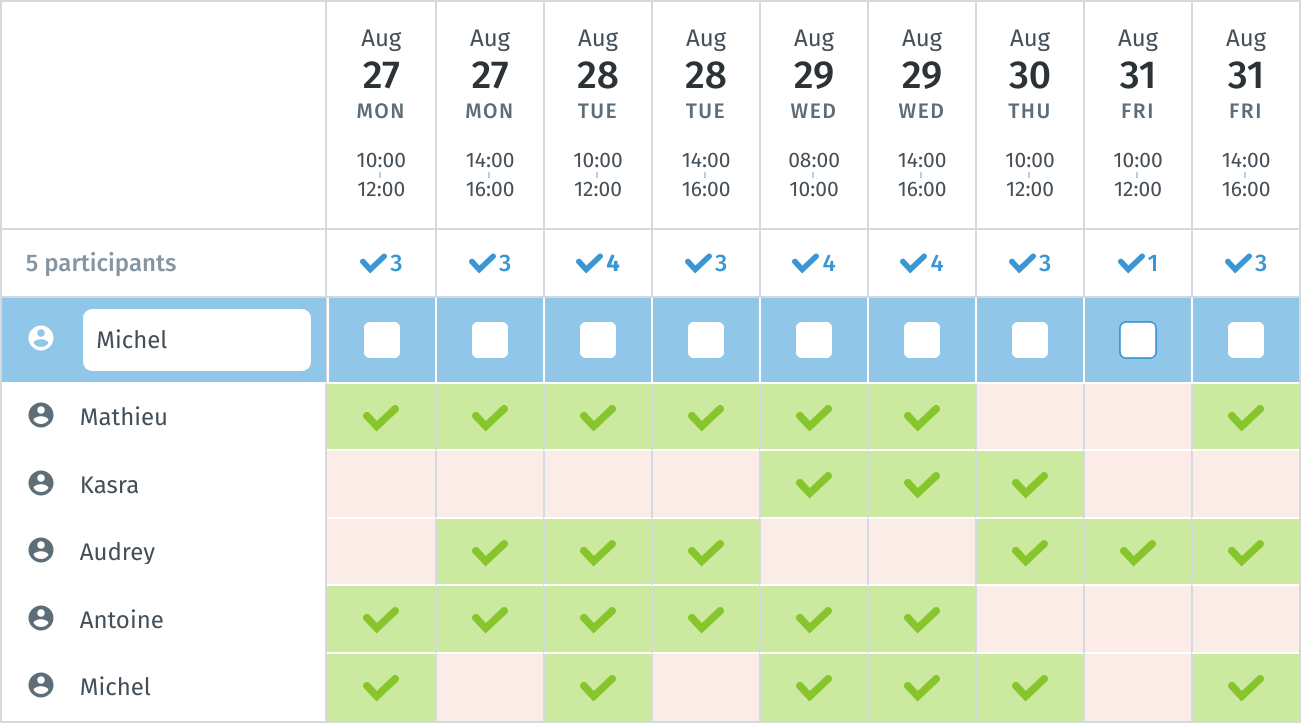 Aug Aug Aug Aug Aug Aug Aug Aug Aug
27 27 28 28 29 29 30 31 31
MON MON TUE TUE WED WED THU FRI FRI
10:00 14:00 10:00 14:00 08:00 14:00 10:00 10:00 14:00
12:00 16:00 12:00 16:00 10:00 16:00 12:00 12:00 16:00
5 participants 3 3 4 3 4 4 3 1 3
Michel
Mathieu
Kasra
Audrey
Antoine
Michel